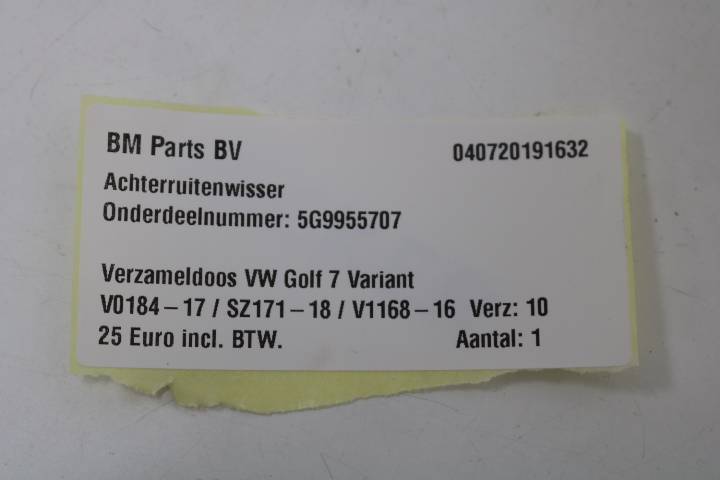 BM Parts BV 040720191632
Achterruitenwisser
Onderdeelnummer: 5G9955707
Verzameldoos VW Golf 7 Variant
V0184 – 17 / SZ171 – 18 / V1168 – 16 Verz: 10
25 Euro incl. BTW. Aantal: 1